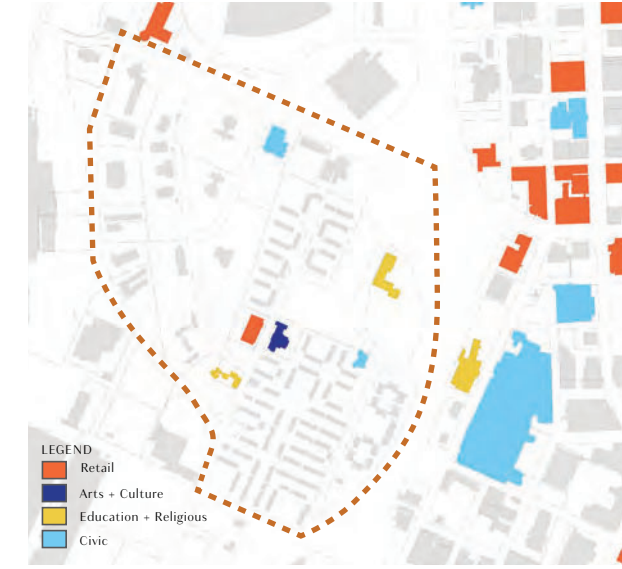 LEGEND
Retail
Arts + Culture
Education + Religious
Civic